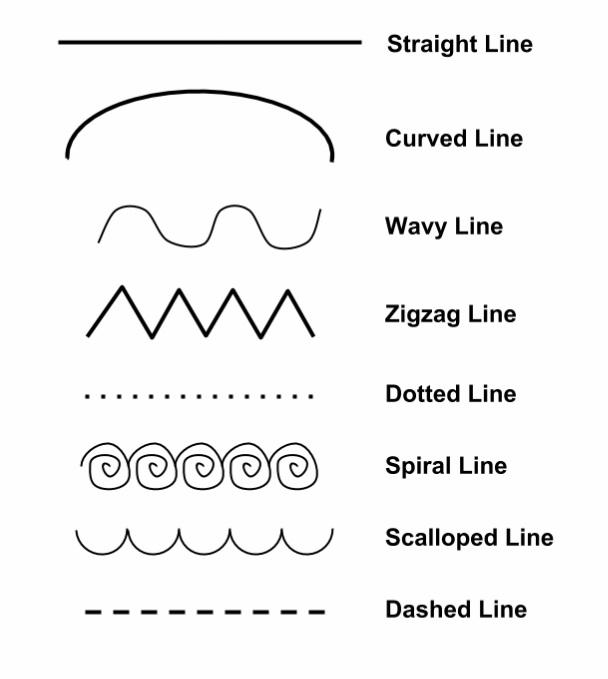 Straight Line
Curved Line
Wavy Line
Zigzag Line
Dotted Line
Spiral Line
Scalloped Line
Dashed Line